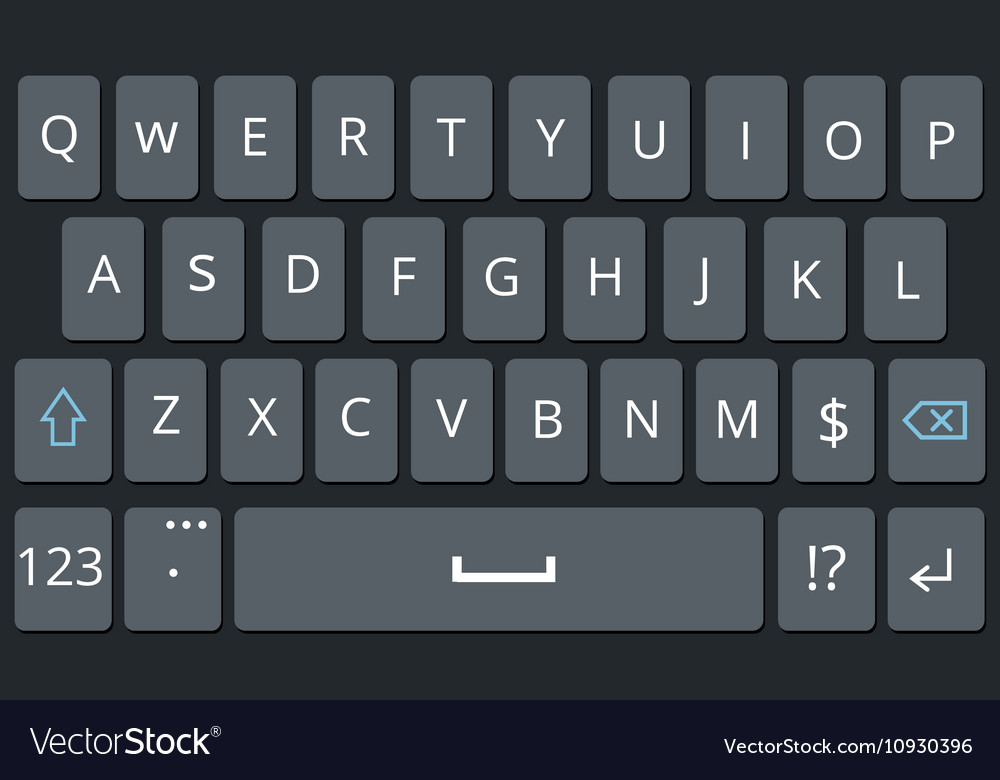 Q W E R T Y U I O P
A S D F G H J K L
Z X C V B N M $
123 . !?
VectorStock®
VectorStock.com/10930396